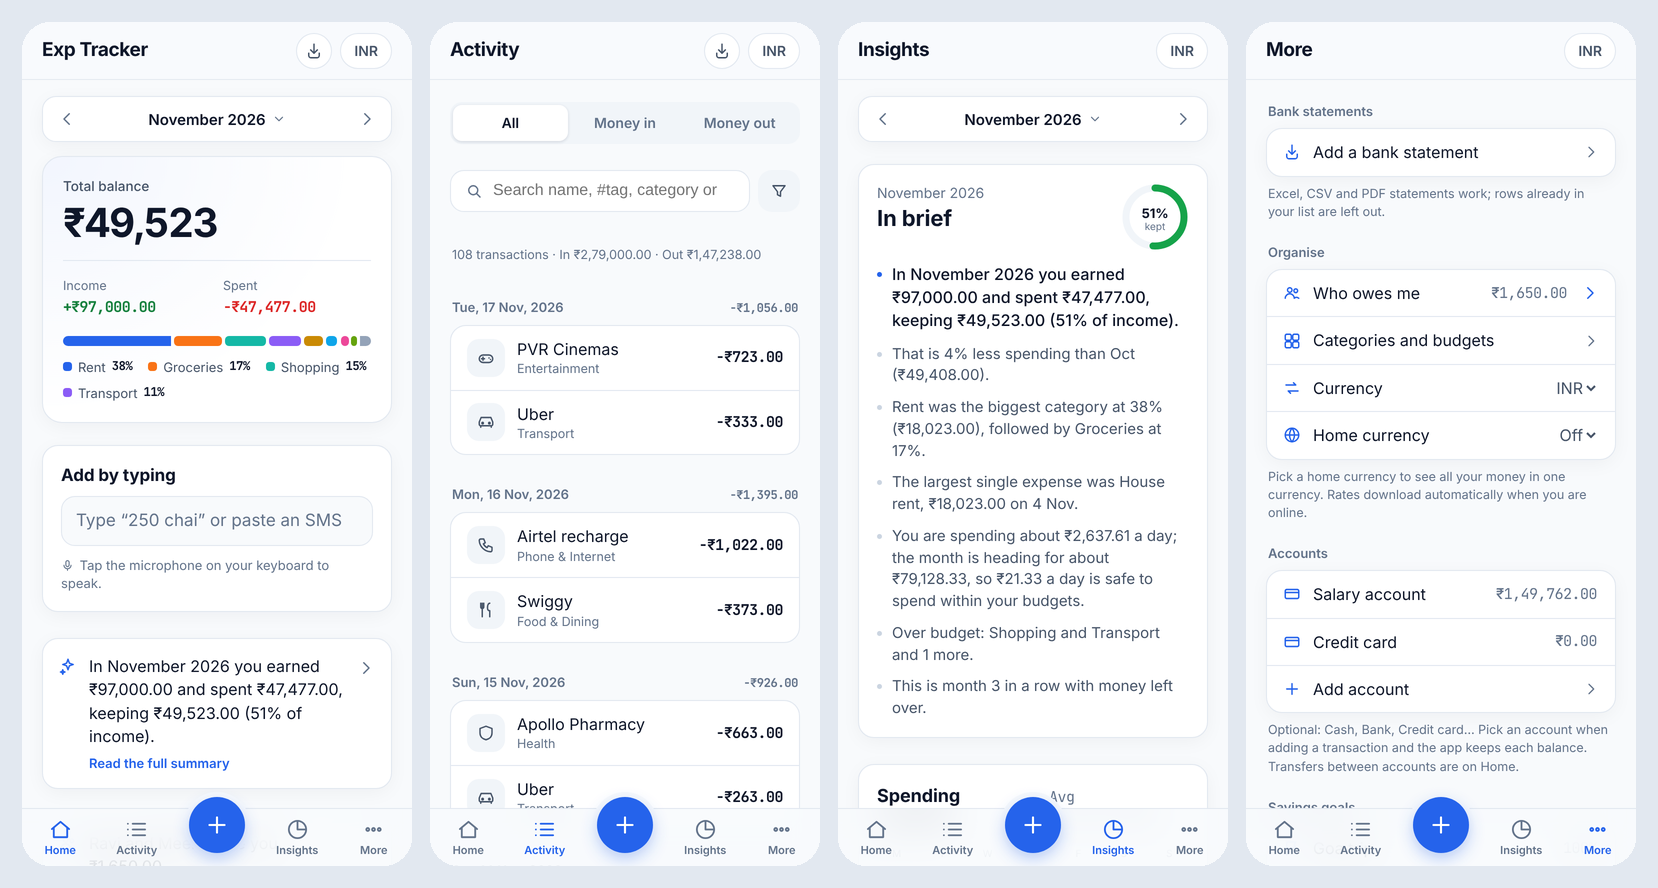 Exp Tracker
INR
November 2026
Total balance
₹49,523
Income
Spent
+₹97,000.00
-₹47,477.00
Rent 38%
Groceries 17%
Shopping 15%
Transport 11%
Add by typing
Type “250 chai” or paste an SMS
Tap the microphone on your keyboard to
speak.
In November 2026 you earned
₹97,000.00 and spent ₹47,477.00,
keeping ₹49,523.00 (51% of
income).
Read the full summary
₹1,650.00
Home
Activity
Insights
More
Activity
INR
All
Money in
Money out
Search name, #tag, category or
108 transactions · In ₹2,79,000.00 · Out ₹1,47,238.00
Tue, 17 Nov, 2026
-₹1,056.00
PVR Cinemas
-₹723.00
Entertainment
Uber
-₹333.00
Transport
Mon, 16 Nov, 2026
-₹1,395.00
Airtel recharge
-₹1,022.00
Phone & Internet
Swiggy
-₹373.00
Food & Dining
Sun, 15 Nov, 2026
-₹926.00
Apollo Pharmacy
-₹663.00
Health
Uber
-₹263.00
Transport
Home
Activity
Insights
More
Insights
INR
November 2026
November 2026
In brief
51%
kept
In November 2026 you earned
₹97,000.00 and spent ₹47,477.00,
keeping ₹49,523.00 (51% of income).
That is 4% less spending than Oct
(₹49,408.00).
Rent was the biggest category at 38%
(₹18,023.00), followed by Groceries at
17%.
The largest single expense was House
rent, ₹18,023.00 on 4 Nov.
You are spending about ₹2,637.61 a day;
the month is heading for about
₹79,128.33, so ₹21.33 a day is safe to
spend within your budgets.
Over budget: Shopping and Transport
and 1 more.
This is month 3 in a row with money left
over.
Spending
Avg
Home
Activity
Insights
More
More
INR
Bank statements
Add a bank statement
Excel, CSV and PDF statements work; rows already in
your list are left out.
Organise
Who owes me
₹1,650.00
Categories and budgets
Currency
INR
Home currency
Off
Pick a home currency to see all your money in one
currency. Rates download automatically when you are
online.
Accounts
Salary account
₹1,49,762.00
Credit card
₹0.00
Add account
Optional: Cash, Bank, Credit card... Pick an account when
adding a transaction and the app keeps each balance.
Transfers between accounts are on Home.
Savings goals
Home
Activity
Insights
More